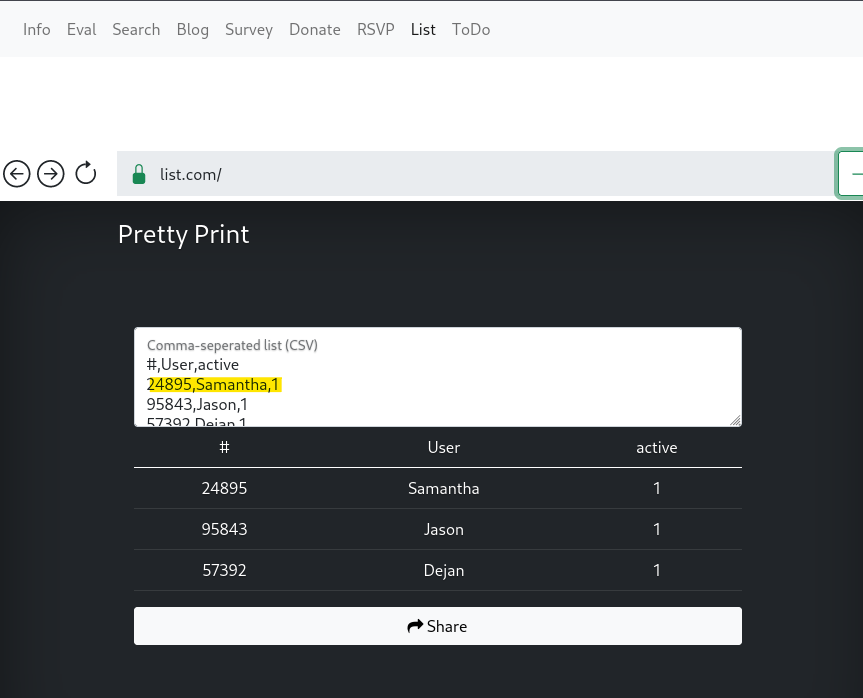 Info Eval Search Blog Survey Donate RSVP List ToDo
list.com/
Pretty Print
Comma-seperated list (CSV)
#,User,active
24895,Samantha,1
95843,Jason,1
57392,Dejan,1
# User active
24895 Samantha 1
95843 Jason 1
57392 Dejan 1
Share